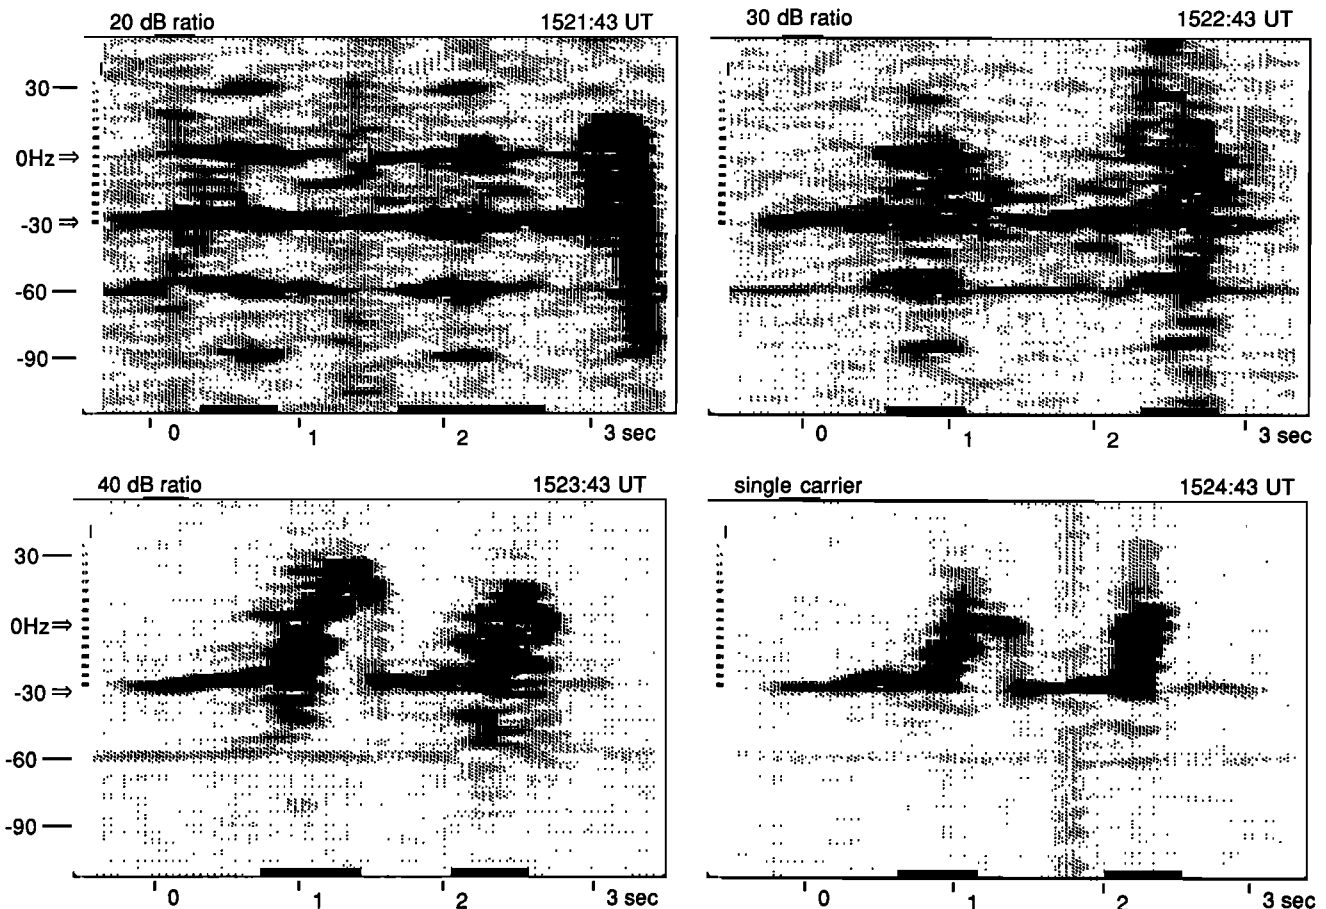 20 dB ratio 1521:43 UT
30 dB ratio 1522:43 UT
30
0Hz ⇒
-30 ⇒
-60
-90
0 1 2 3 sec
0 1 2 3 sec
40 dB ratio 1523:43 UT
single carrier 1524:43 UT
30
0Hz ⇒
-30 ⇒
-60
-90
0 1 2 3 sec
0 1 2 3 sec